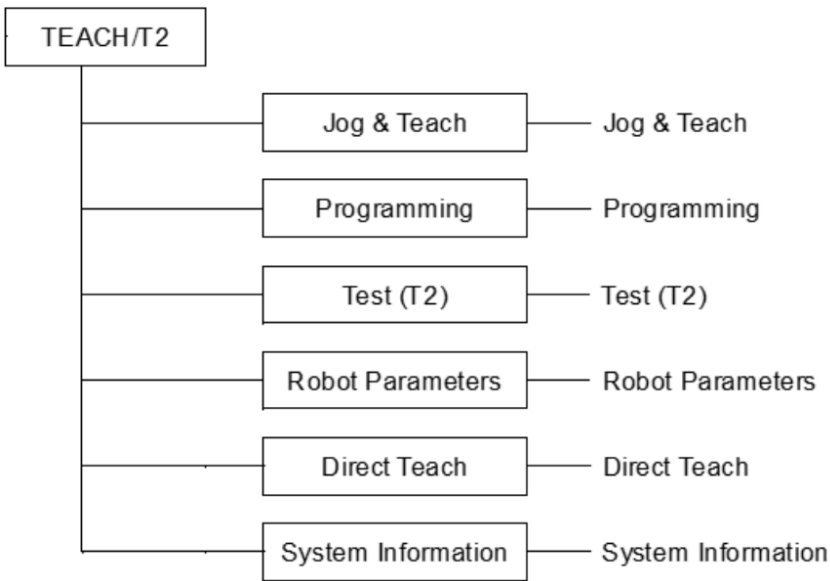 TEACH/T2
Jog & Teach Jog & Teach
Programming Programming
Test (T2) Test (T2)
Robot Parameters Robot Parameters
Direct Teach Direct Teach
System Information System Information